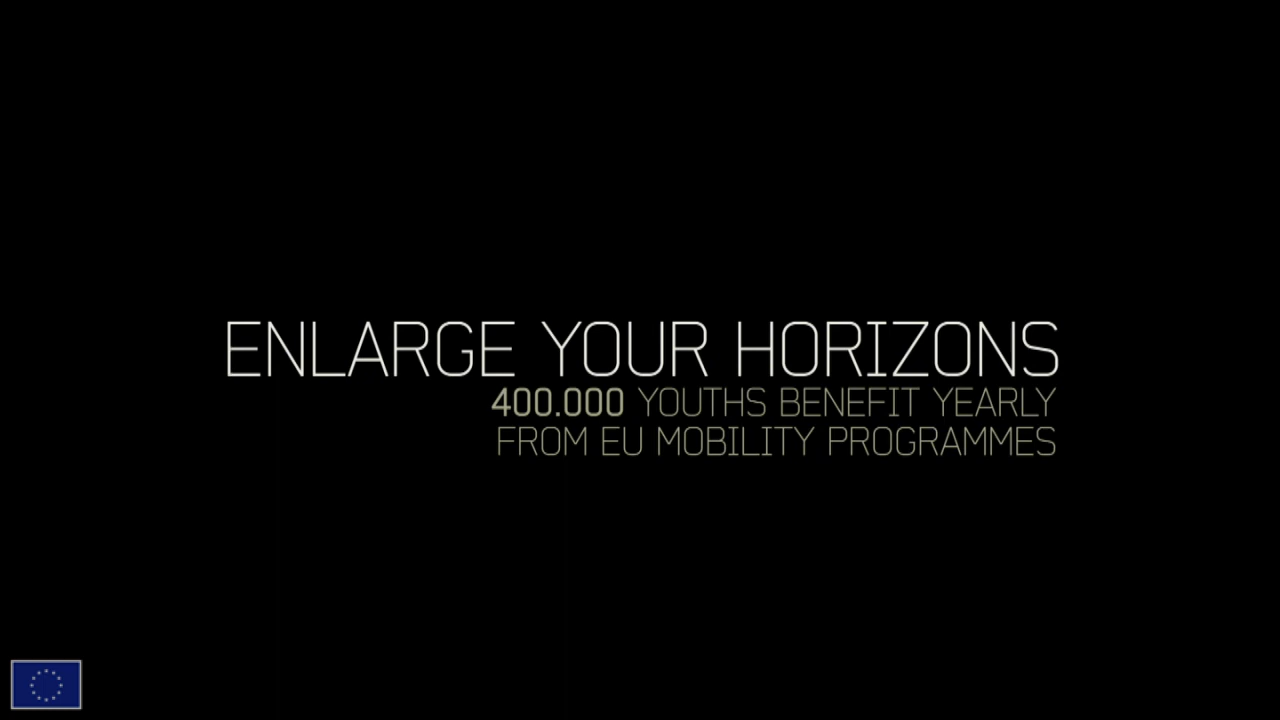 ENLARGE YOUR HORIZONS
400.000 YOUTHS BENEFIT YEARLY
FROM EU MOBILITY PROGRAMMES